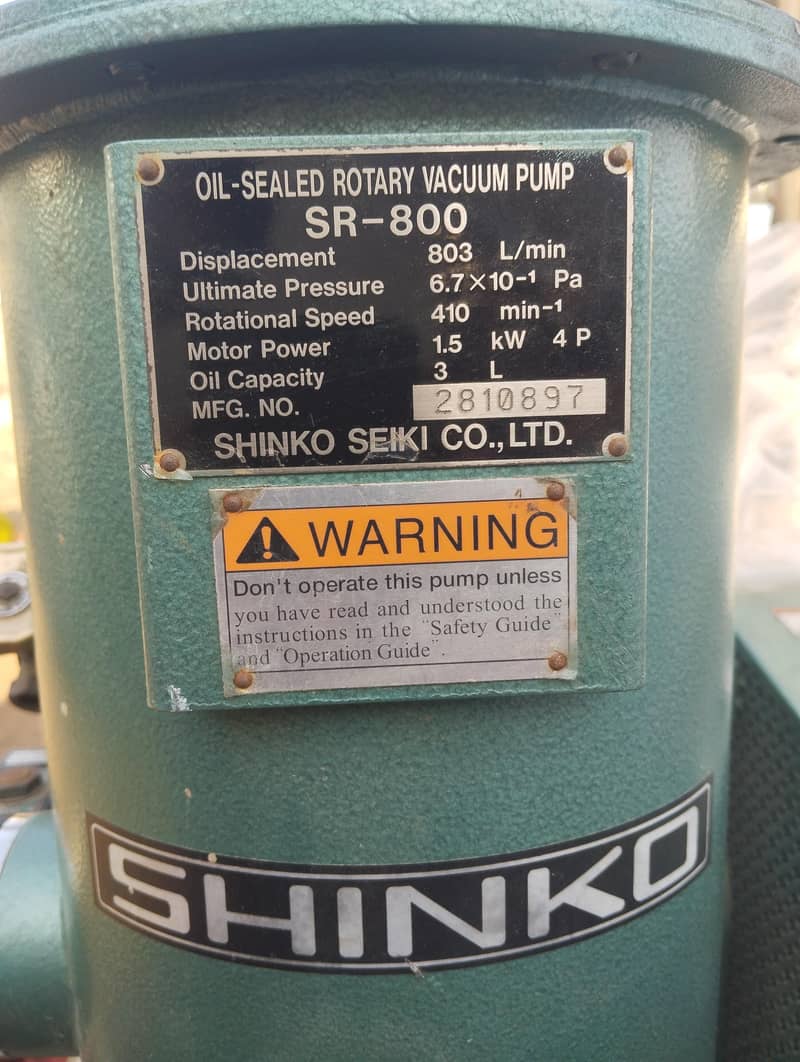 OIL-SEALED ROTARY VACUUM PUMP
SR-800
Displacement 803 L/min
Ultimate Pressure 6.7×10-¹ Pa
Rotational Speed 410 min-¹
Motor Power 1.5 kW 4 P
Oil Capacity 3 L
MFG. NO. 2810897
SHINKO SEIKI CO.,LTD.
WARNING
Don't operate this pump unless
you have read and understood the
instructions in the "Safety Guide"
and "Operation Guide".
SHINKO